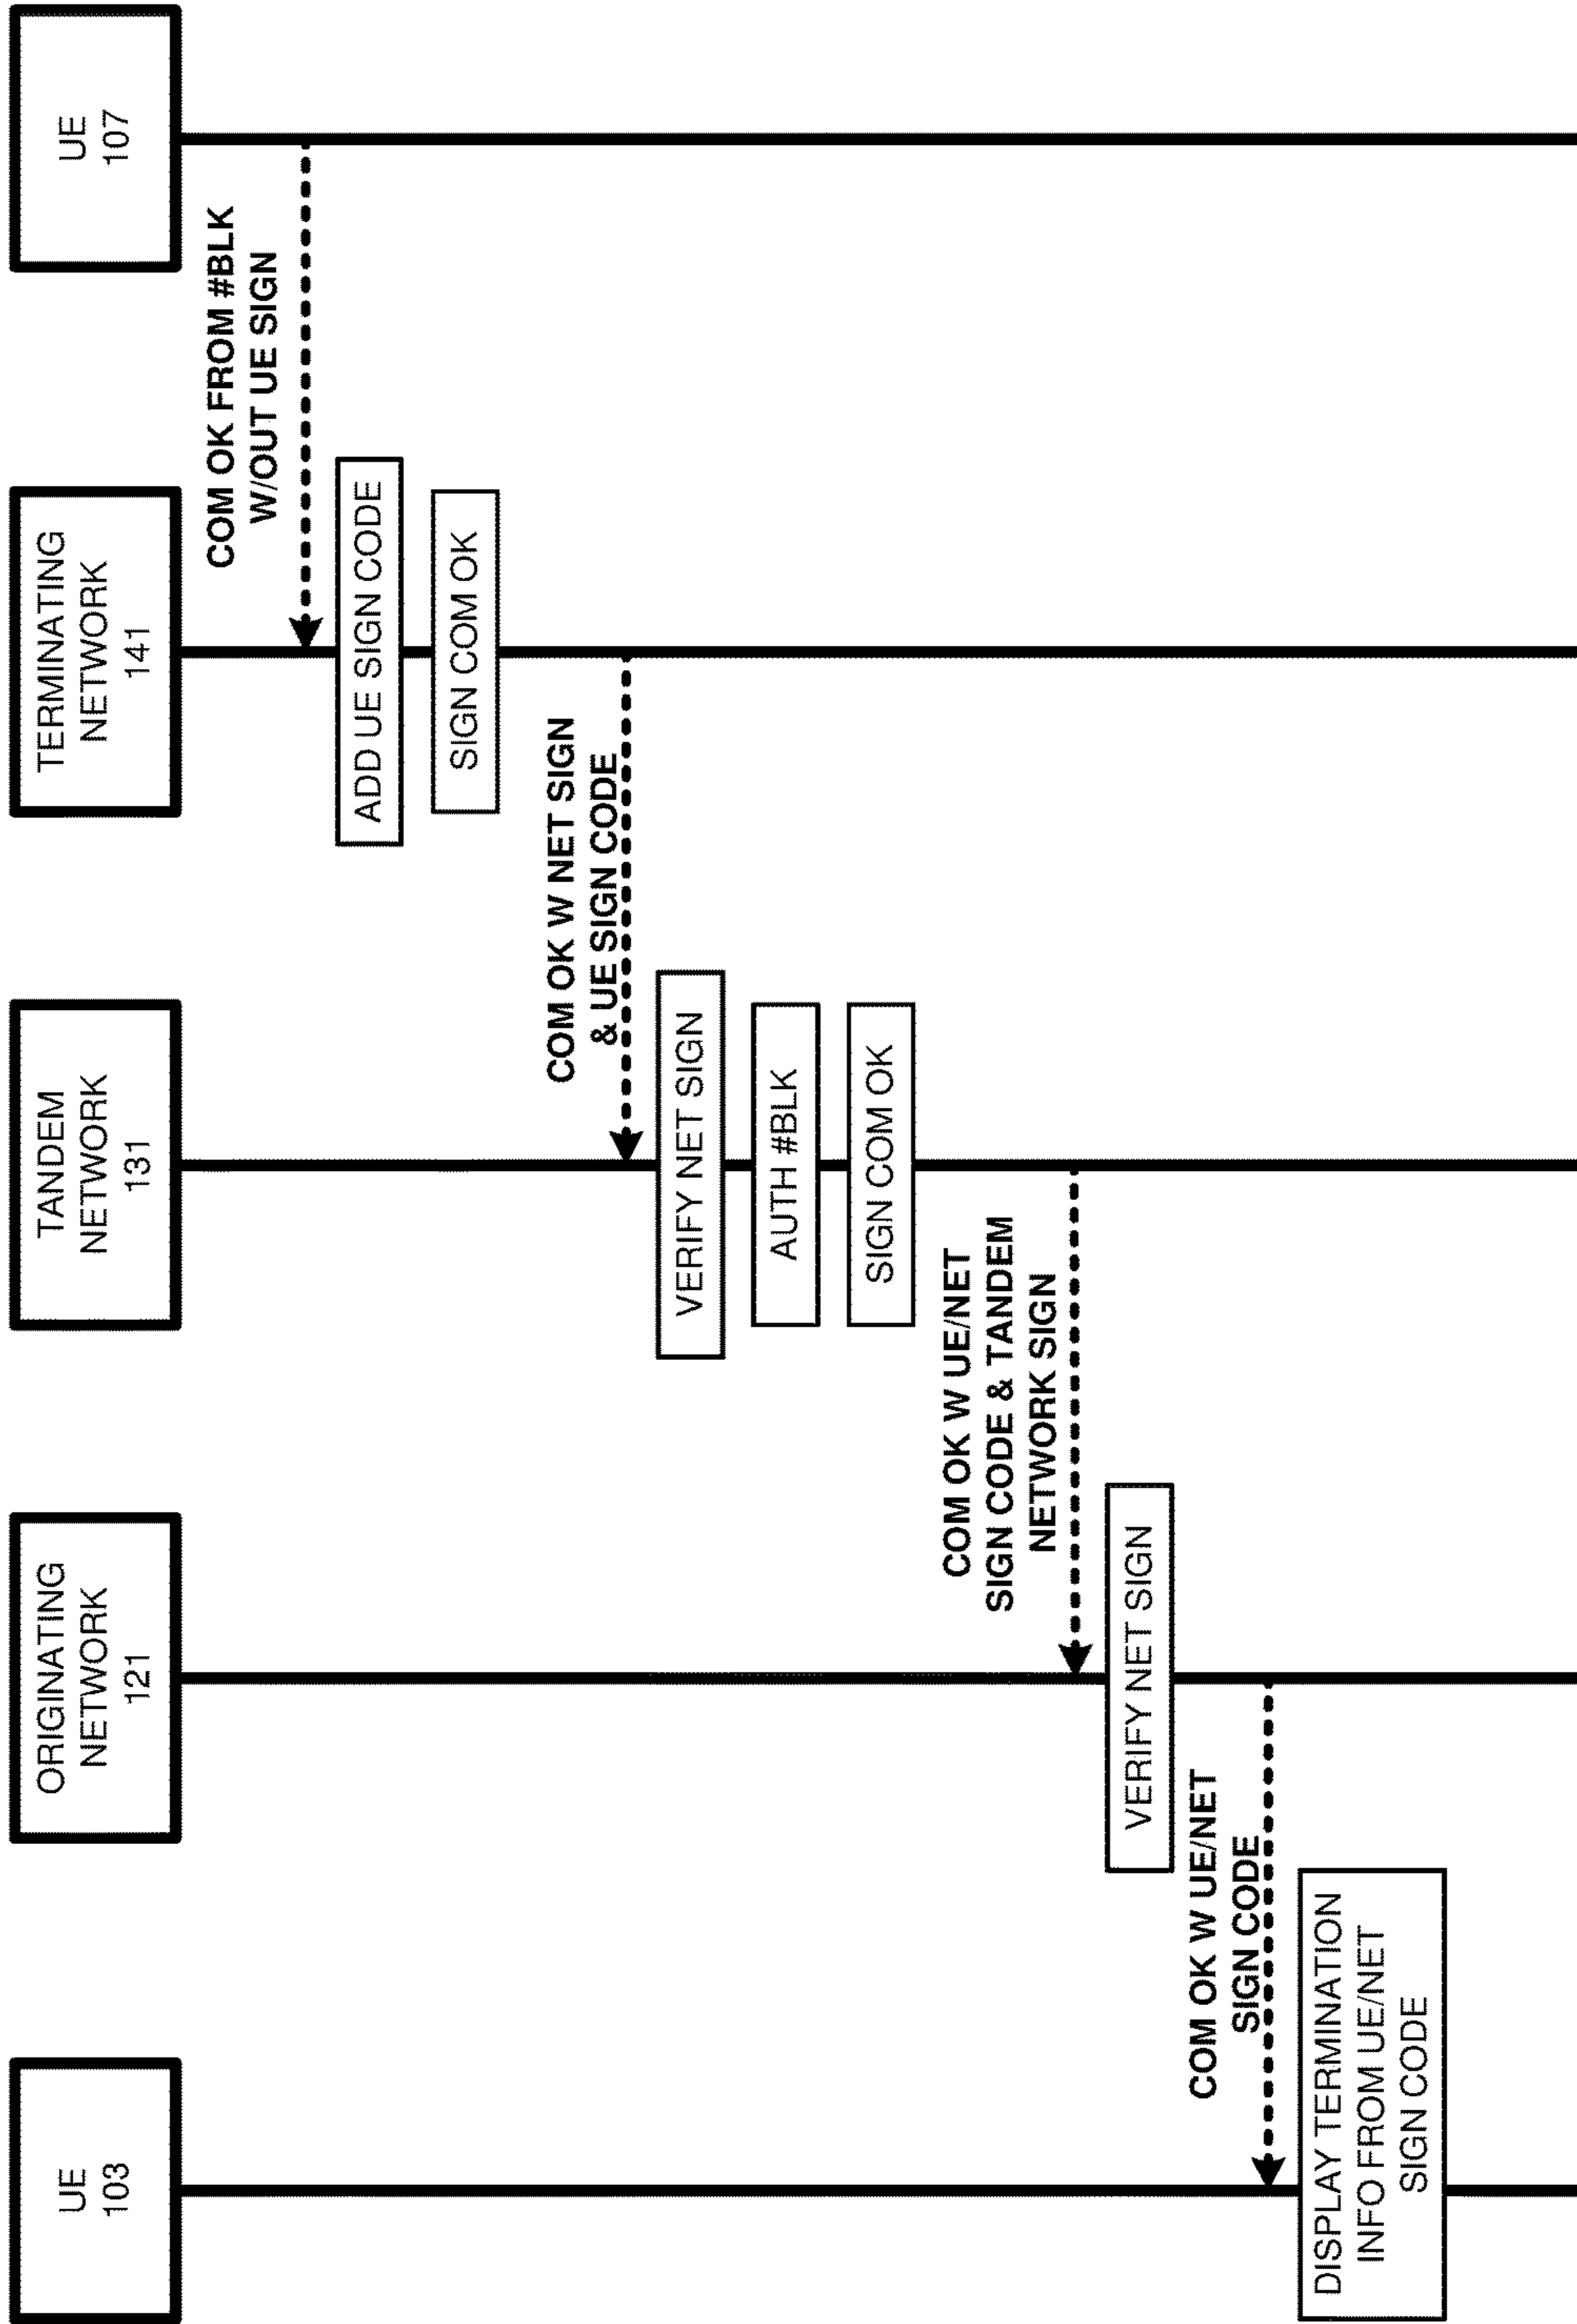 UE
103
ORIGINATING
NETWORK
121
TANDEM
NETWORK
131
TERMINATING
NETWORK
141
UE
107
COM OK FROM #BLK
W/OUT UE SIGN
ADD UE SIGN CODE
SIGN COM OK
COM OK W NET SIGN
& UE SIGN CODE
VERIFY NET SIGN
AUTH #BLK
SIGN COM OK
COM OK W UE/NET
SIGN CODE & TANDEM
NETWORK SIGN
VERIFY NET SIGN
COM OK W UE/NET
SIGN CODE
DISPLAY TERMINATION
INFO FROM UE/NET
SIGN CODE